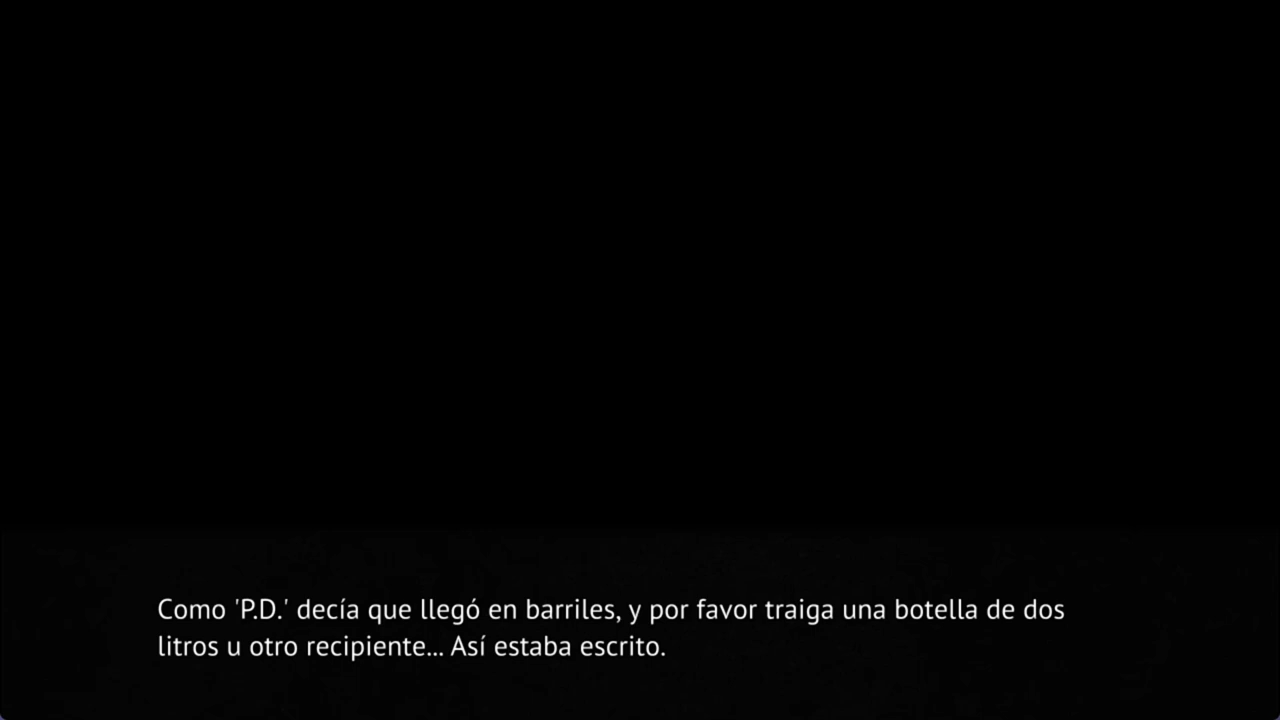 Como 'P.D.' decía que llegó en barriles, y por favor traiga una botella de dos
litros u otro recipiente... Así estaba escrito.